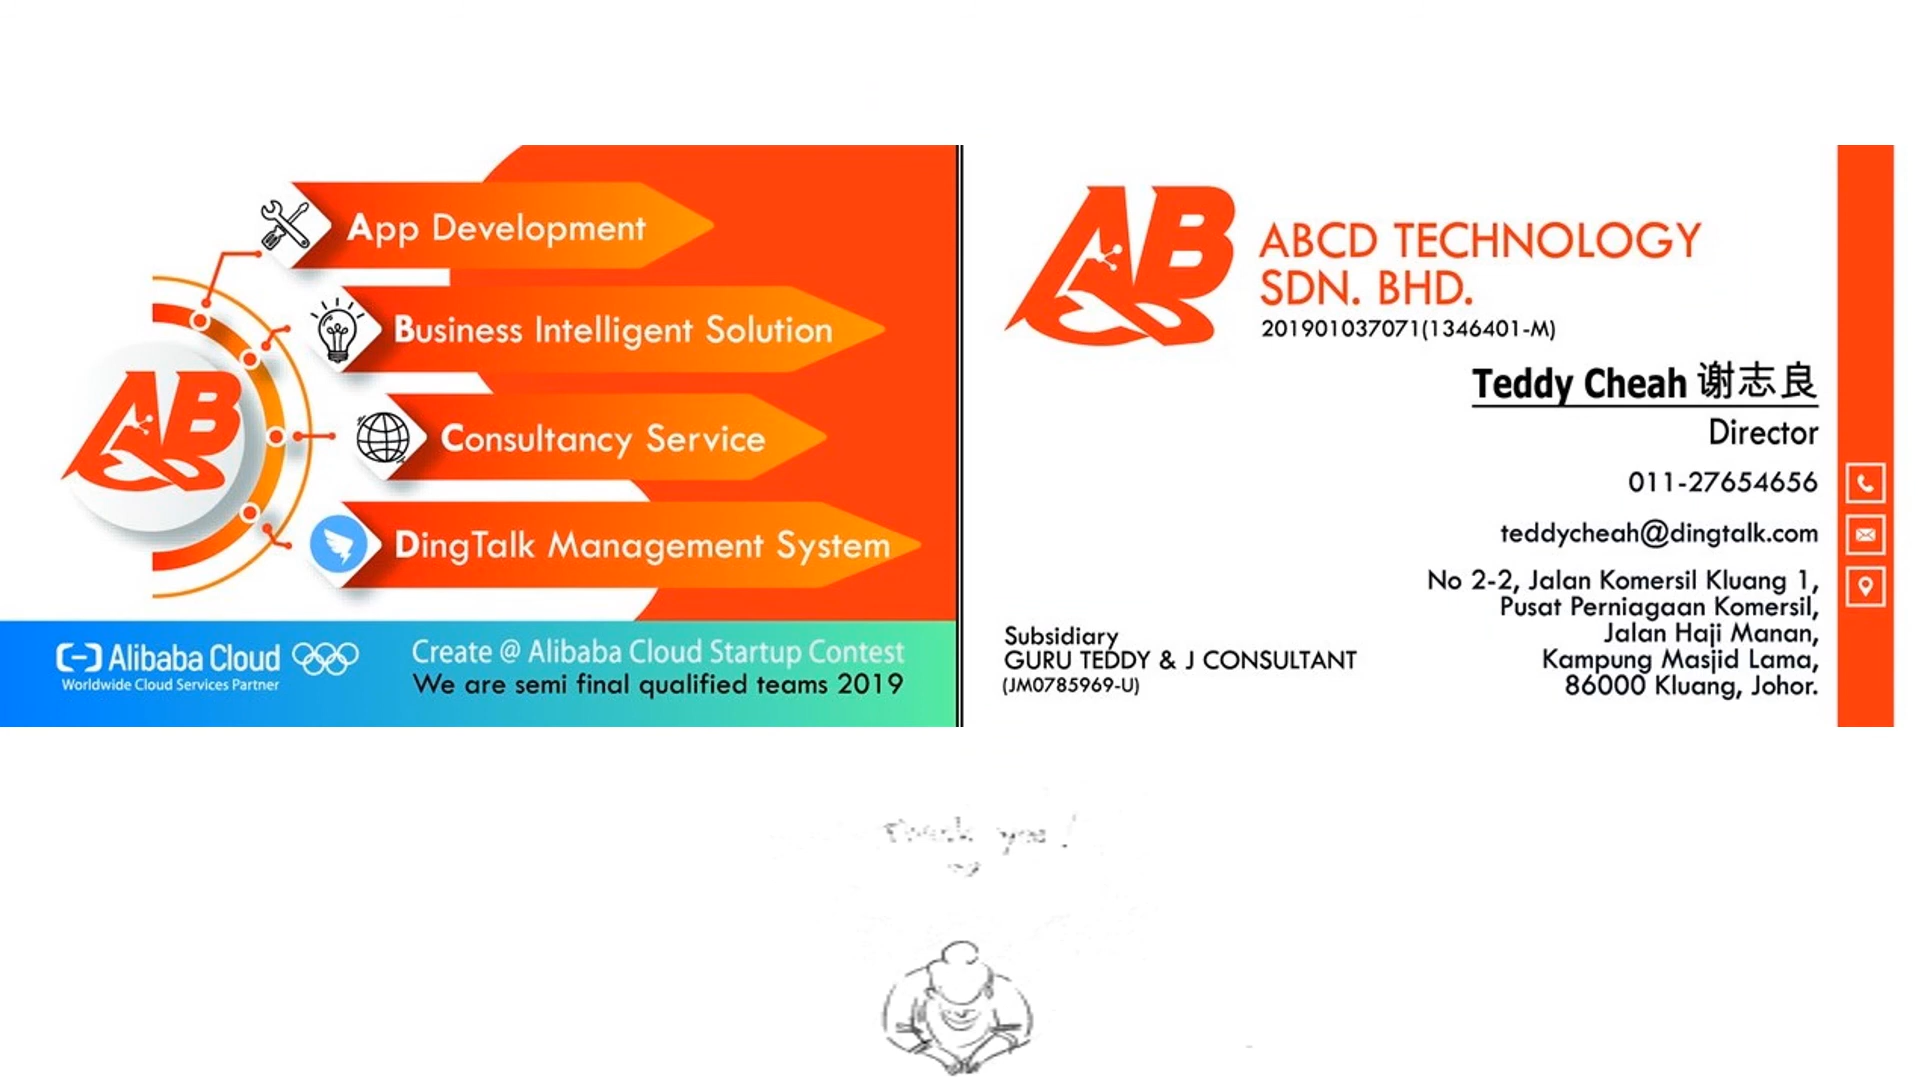 App Development
Business Intelligent Solution
Consultancy Service
DingTalk Management System
AB
Alibaba Cloud
Worldwide Cloud Services Partner
Create @ Alibaba Cloud Startup Contest
We are semi final qualified teams 2019
AB
ABCD TECHNOLOGY
SDN. BHD.
201901037071(1346401-M)
Teddy Cheah 谢志良
Director
011-27654656
teddycheah@dingtalk.com
No 2-2, Jalan Komersil Kluang 1,
Pusat Perniagaan Komersil,
Jalan Haji Manan,
Kampung Masjid Lama,
86000 Kluang, Johor.
Subsidiary
GURU TEDDY & J CONSULTANT
(JM0785969-U)
Thank you!